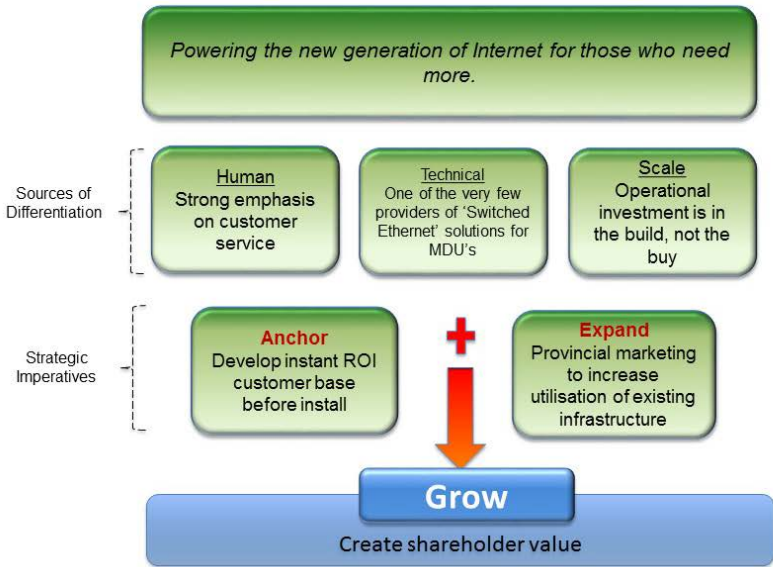 Powering the new generation of Internet for those who need
more.
Sources of
Differentiation
Human
Strong emphasis
on customer
service
Technical
One of the very few
providers of ‘Switched
Ethernet’ solutions for
MDU’s
Scale
Operational
investment is in
the build, not the
buy
Strategic
Imperatives
Anchor
Develop instant ROI
customer base
before install
+
Expand
Provincial marketing
to increase
utilisation of existing
infrastructure
Grow
Create shareholder value